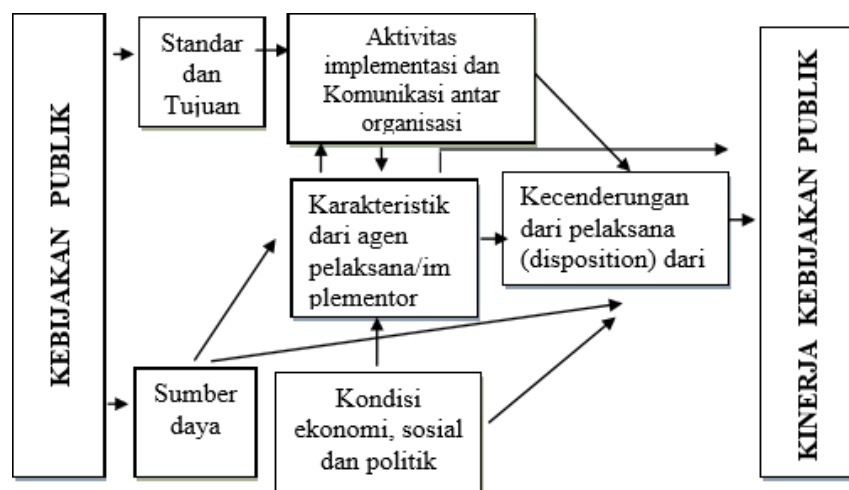 KEBIJAKAN PUBLIK
Standar
dan
Tujuan
Aktivitas
implementasi dan
Komunikasi antar
organisasi
Karakteristik
dari agen
pelaksana/im
plementor
Kecenderungan
dari pelaksana
(disposition) dari
Sumber
daya
Kondisi
ekonomi, sosial
dan politik
KINERJA KEBIJAKAN PUBLIK